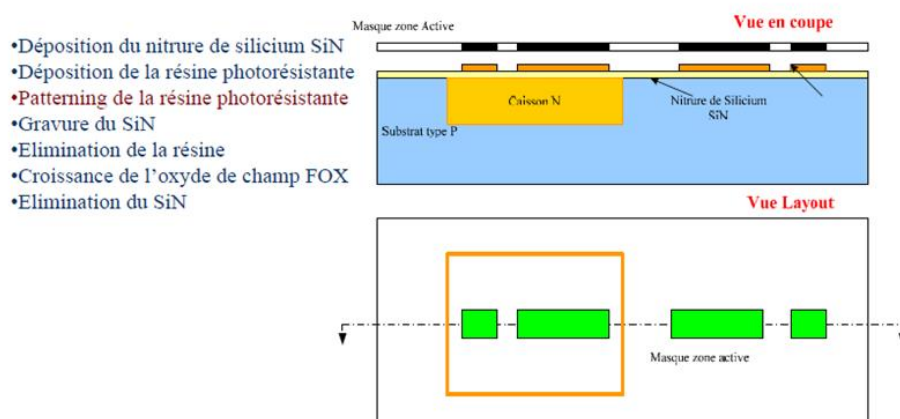 Masque zone Active
Vue en coupe
•Déposition du nitrure de silicium SiN
•Déposition de la résine photorésistante
•Patterning de la résine photorésistante
•Gravure du SiN
•Elimination de la résine
•Croissance de l'oxyde de champ FOX
•Elimination du SiN
Caisson N
Nitrure de Silicium
SiN
Substrat type P
Vue Layout
Masque zone active